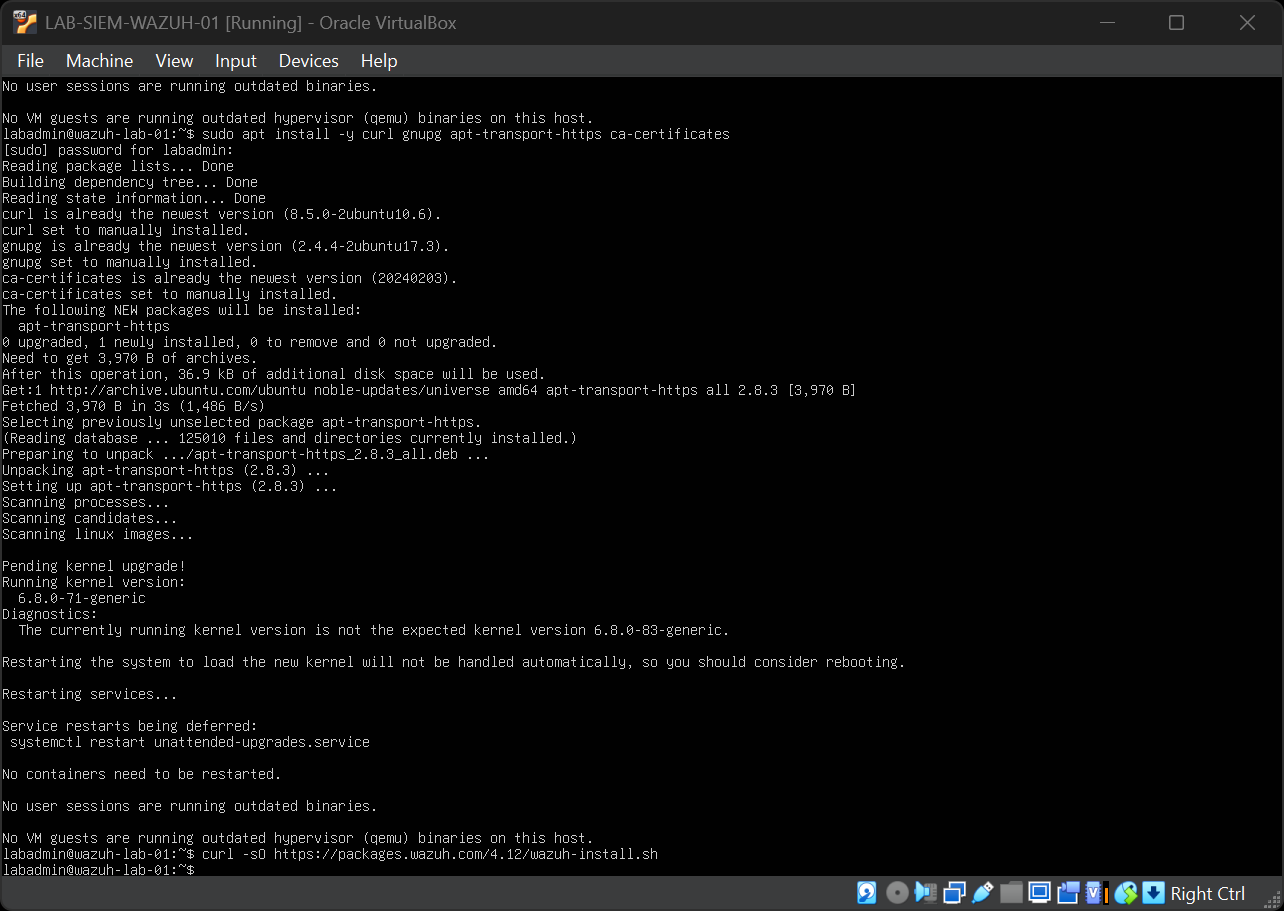 LAB-SIEM-WAZUH-01 [Running] - Oracle VirtualBox
File Machine View Input Devices Help
No user sessions are running outdated binaries.
No VM guests are running outdated hypervisor (qemu) binaries on this host.
labadmin@wazuh-lab-01:~$ sudo apt install -y curl gnupg apt-transport-https ca-certificates
[sudo] password for labadmin:
Reading package lists... Done
Building dependency tree... Done
Reading state information... Done
curl is already the newest version (8.5.0-2ubuntu10.6).
curl set to manually installed.
gnupg is already the newest version (2.4.4-2ubuntu17.3).
gnupg set to manually installed.
ca-certificates is already the newest version (20240203).
ca-certificates set to manually installed.
The following NEW packages will be installed:
  apt-transport-https
0 upgraded, 1 newly installed, 0 to remove and 0 not upgraded.
Need to get 3,970 B of archives.
After this operation, 36.9 kB of additional disk space will be used.
Get:1 http://archive.ubuntu.com/ubuntu noble-updates/universe amd64 apt-transport-https all 2.8.3 [3,970 B]
Fetched 3,970 B in 3s (1,486 B/s)
Selecting previously unselected package apt-transport-https.
(Reading database ... 125010 files and directories currently installed.)
Preparing to unpack .../apt-transport-https_2.8.3_all.deb ...
Unpacking apt-transport-https (2.8.3) ...
Setting up apt-transport-https (2.8.3) ...
Scanning processes...
Scanning candidates...
Scanning linux images...
Pending kernel upgrade!
Running kernel version:
  6.8.0-71-generic
Diagnostics:
  The currently running kernel version is not the expected kernel version 6.8.0-83-generic.
Restarting the system to load the new kernel will not be handled automatically, so you should consider rebooting.
Restarting services...
Service restarts being deferred:
 systemctl restart unattended-upgrades.service
No containers need to be restarted.
No user sessions are running outdated binaries.
No VM guests are running outdated hypervisor (qemu) binaries on this host.
labadmin@wazuh-lab-01:~$ curl -sO https://packages.wazuh.com/4.12/wazuh-install.sh
labadmin@wazuh-lab-01:~$
Right Ctrl